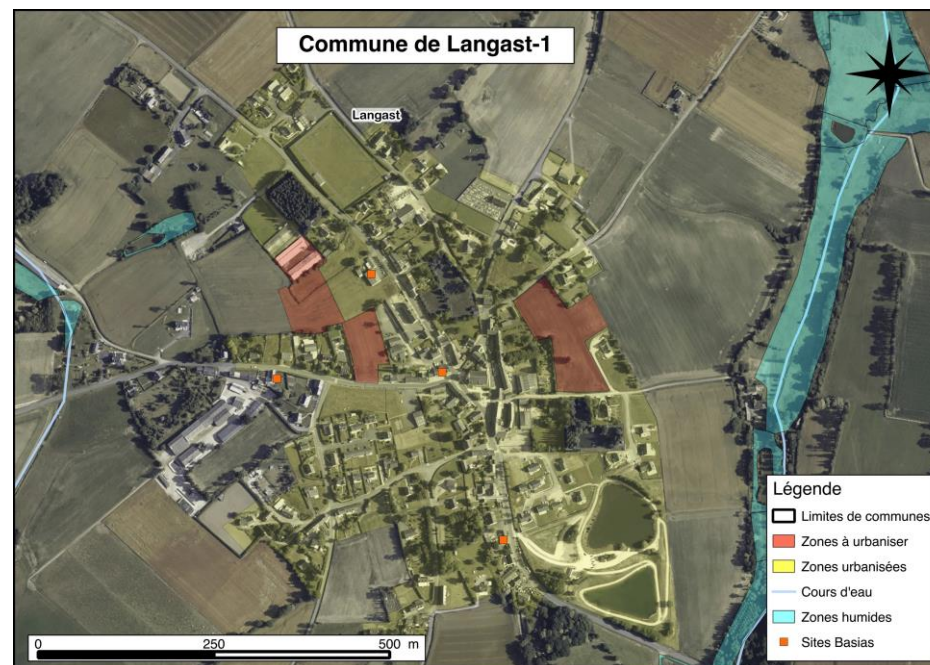 Commune de Langast-1
Langast
Légende
Limites de communes
Zones à urbaniser
Zones urbanisées
Cours d'eau
Zones humides
Sites Basias
0 250 500 m